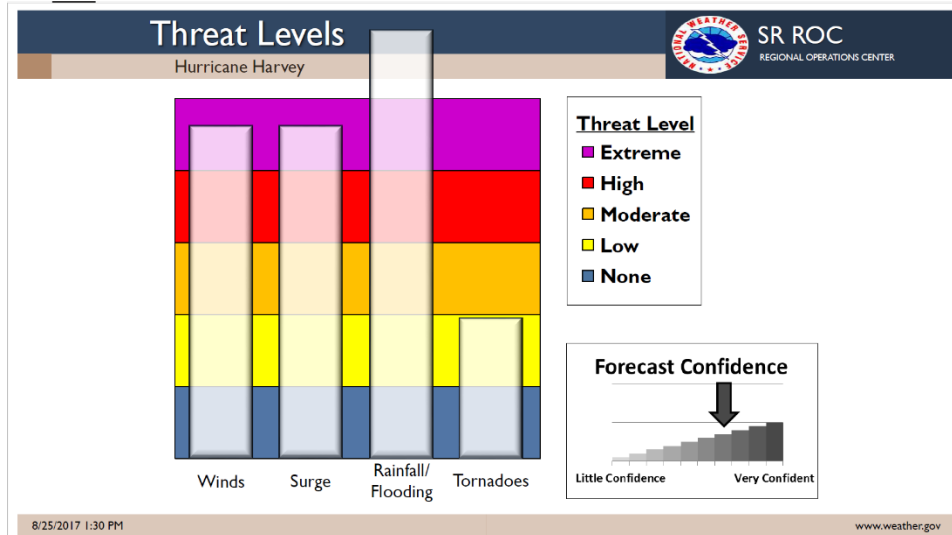 Threat Levels
Hurricane Harvey
NATIONAL WEATHER SERVICE
SR ROC
REGIONAL OPERATIONS CENTER
Threat Level
Extreme
High
Moderate
Low
None
Forecast Confidence
Little Confidence
Very Confident
Winds
Surge
Rainfall/
Flooding
Tornadoes
8/25/2017 1:30 PM
www.weather.gov